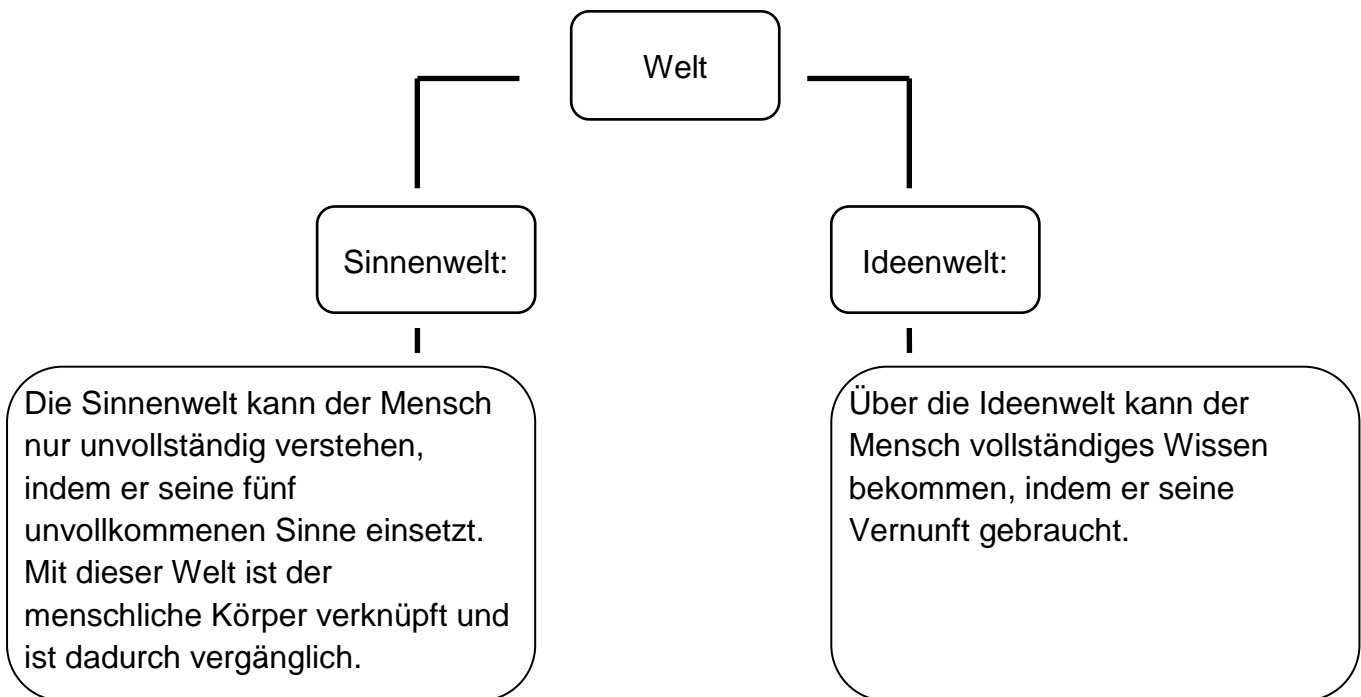 Welt
Sinnenwelt:
Ideenwelt:
Die Sinnenwelt kann der Mensch
nur unvollständig verstehen,
indem er seine fünf
unvollkommenen Sinne einsetzt.
Mit dieser Welt ist der
menschliche Körper verknüpft und
ist dadurch vergänglich.
Über die Ideenwelt kann der
Mensch vollständiges Wissen
bekommen, indem er seine
Vernunft gebraucht.